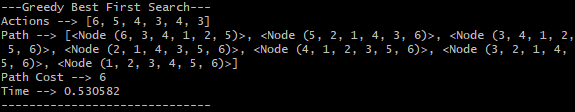 ---Greedy Best First Search---
Actions --> [6, 5, 4, 3, 4, 3]
Path --> [<Node (6, 3, 4, 1, 2, 5)>, <Node (5, 2, 1, 4, 3, 6)>, <Node (3, 4, 1, 2,
 5, 6)>, <Node (2, 1, 4, 3, 5, 6)>, <Node (4, 1, 2, 3, 5, 6)>, <Node (3, 2, 1, 4,
5, 6)>, <Node (1, 2, 3, 4, 5, 6)>]
Path Cost --> 6
Time --> 0.530582
------------------------------